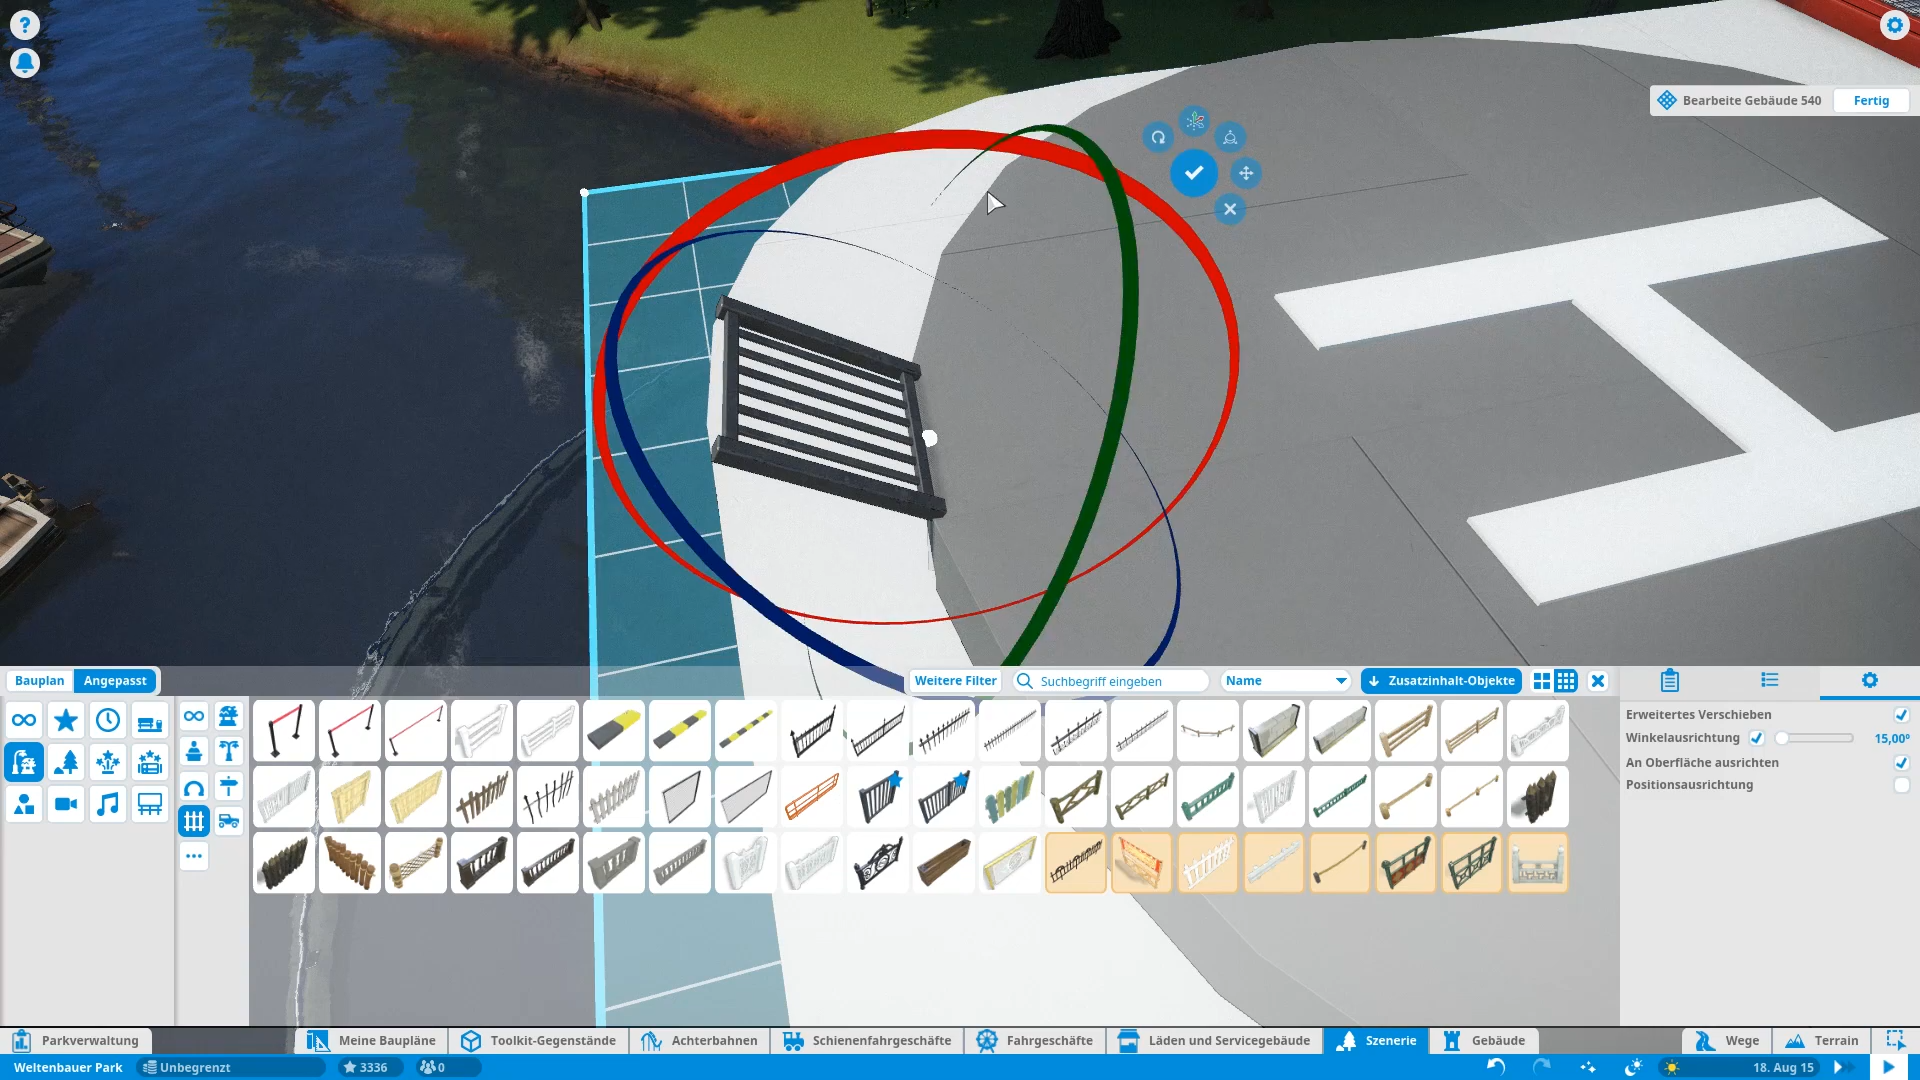 ?
Bearbeite Gebäude 540
Fertig
Bauplan
Angepasst
Weitere Filter
Suchbegriff eingeben
Name
Zusatzinhalt-Objekte
Erweitertes Verschieben
Winkelausrichtung
15,00°
An Oberfläche ausrichten
Positionsausrichtung
Parkverwaltung
Meine Baupläne
Toolkit-Gegenstände
Achterbahnen
Schienenfahrgeschäfte
Fahrgeschäfte
Läden und Servicegebäude
Szenerie
Gebäude
Wege
Terrain
Weltenbauer Park
Unbegrenzt
3336
0
18. Aug 15